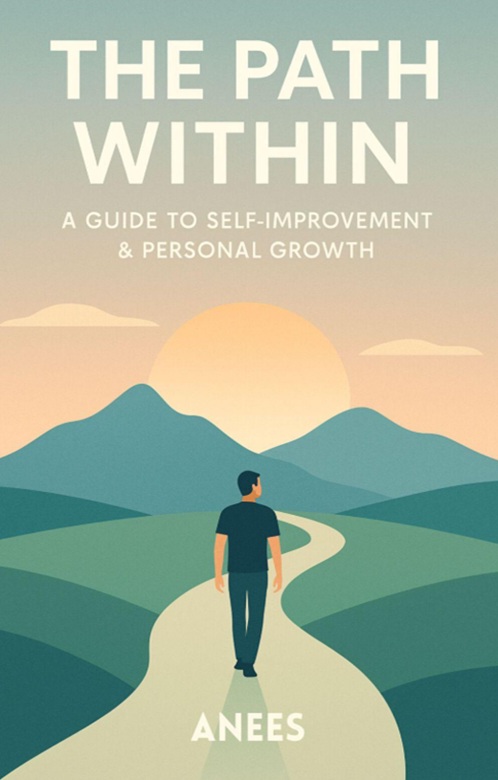 THE PATH
WITHIN
A GUIDE TO SELF-IMPROVEMENT
& PERSONAL GROWTH
ANEES